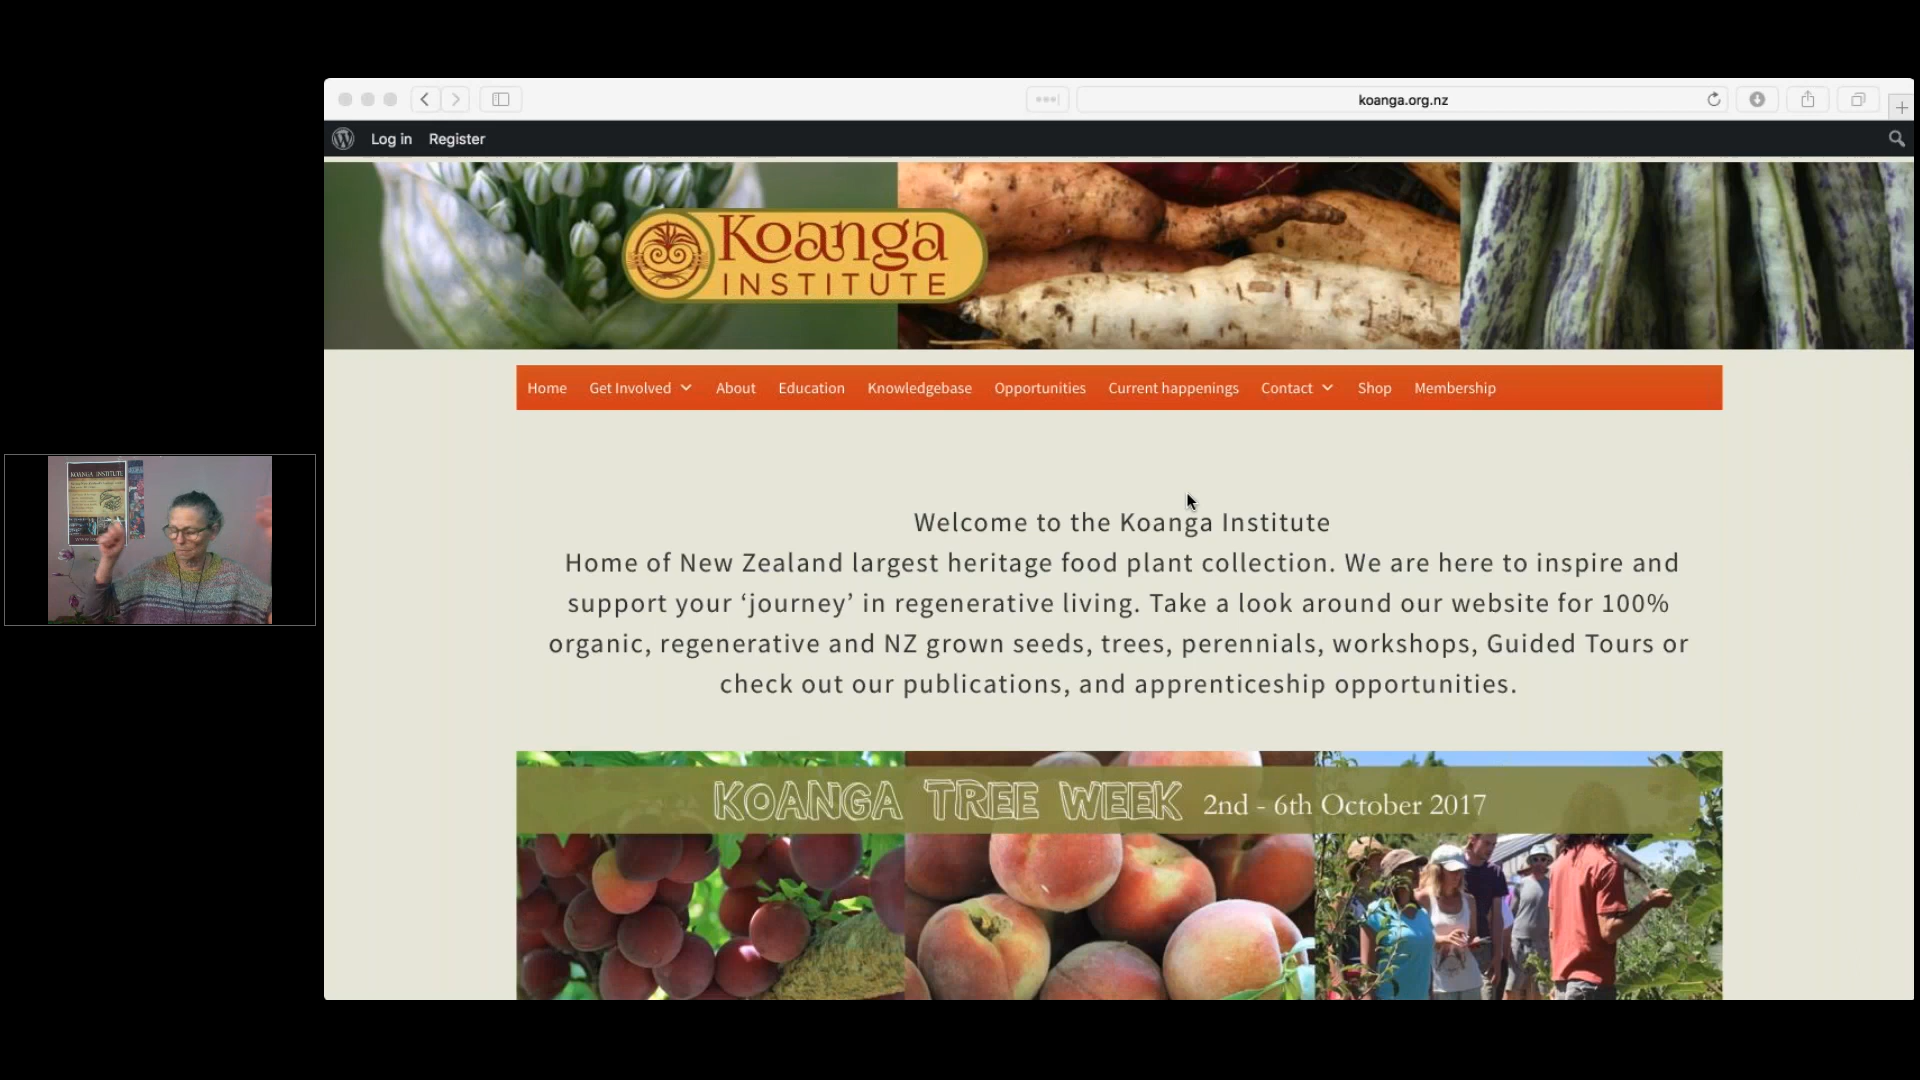 koanga.org.nz
Log in Register
Koanga
INSTITUTE
Home Get Involved About Education Knowledgebase Opportunities Current happenings Contact Shop Membership
KOANGA INSTITUTE
Welcome to the Koanga Institute
Home of New Zealand largest heritage food plant collection. We are here to inspire and
support your ‘journey’ in regenerative living. Take a look around our website for 100%
organic, regenerative and NZ grown seeds, trees, perennials, workshops, Guided Tours or
check out our publications, and apprenticeship opportunities.
KOANGA TREE WEEK 2nd - 6th October 2017